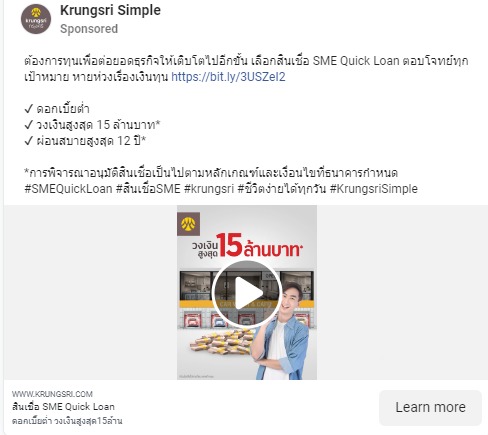 krungsri
กรุงศรี
Krungsri Simple
Sponsored
ต้องการทุนเพื่อต่อยอดธุรกิจให้เติบโตไปอีกขั้น เลือกสินเชื่อ SME Quick Loan ตอบโจทย์ทุก
เป้าหมาย หายห่วงเรื่องเงินทุน https://bit.ly/3USZeI2
✓ ดอกเบี้ยต่ำ
✓ วงเงินสูงสุด 15 ล้านบาท*
✓ ผ่อนสบายสูงสุด 12 ปี*
*การพิจารณาอนุมัติสินเชื่อเป็นไปตามหลักเกณฑ์และเงื่อนไขที่ธนาคารกำหนด
#SMEQuickLoan #สินเชื่อSME #krungsri #ชีวิตง่ายได้ทุกวัน #KrungsriSimple
วงเงิน
สูงสุด 15 ล้านบาท*
WWW.KRUNGSRI.COM
สินเชื่อ SME Quick Loan
ดอกเบี้ยต่ำ วงเงินสูงสุด15ล้าน
Learn more